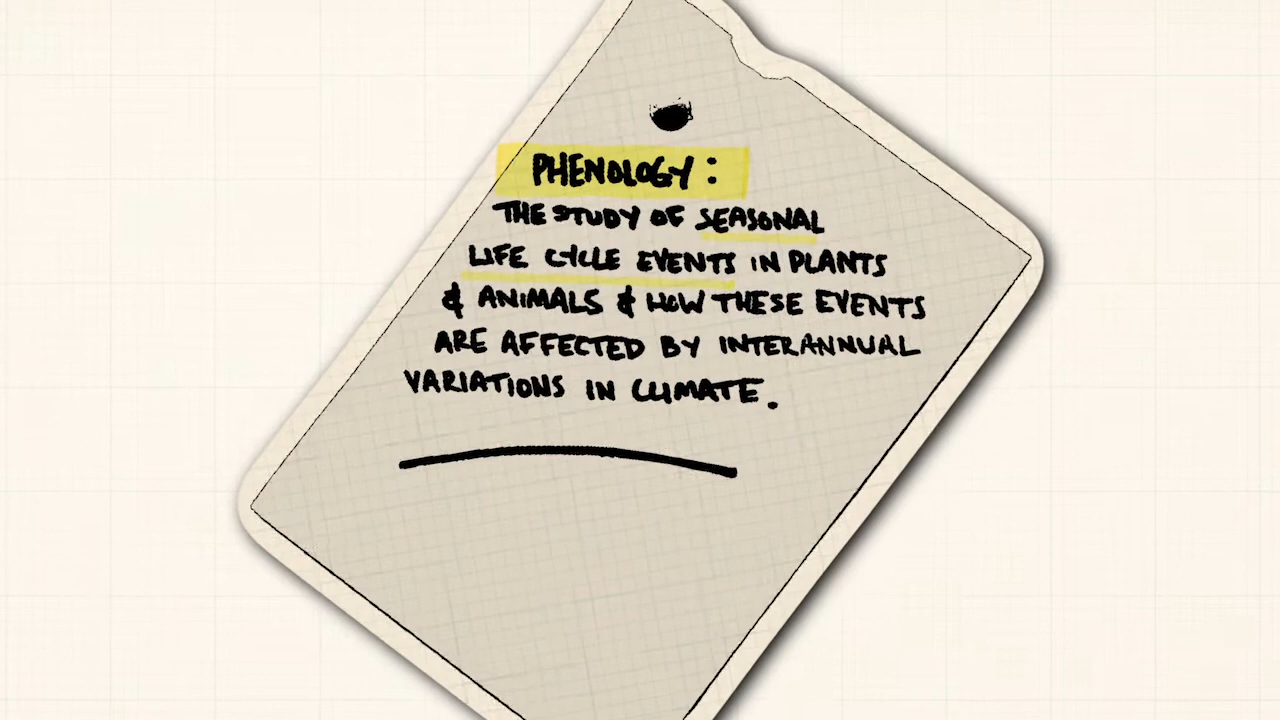 PHENOLOGY:
THE STUDY OF SEASONAL
LIFE CYCLE EVENTS IN PLANTS
& ANIMALS & HOW THESE EVENTS
ARE AFFECTED BY INTERANNUAL
VARIATIONS IN CLIMATE.